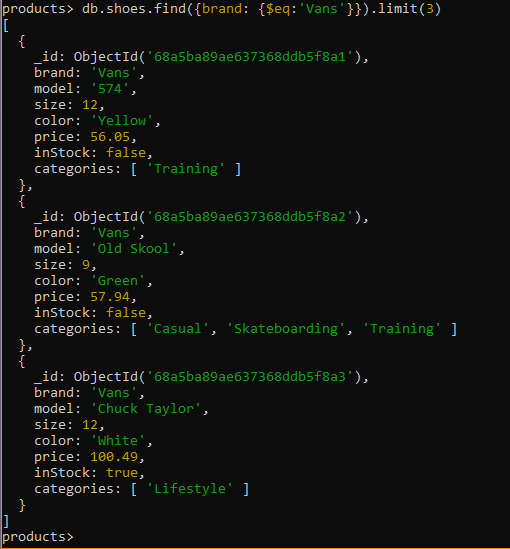 products> db.shoes.find({brand: {$eq:'Vans'}}).limit(3)
[
  {
    _id: ObjectId('68a5ba89ae637368ddb5f8a1'),
    brand: 'Vans',
    model: '574',
    size: 12,
    color: 'Yellow',
    price: 56.05,
    inStock: false,
    categories: [ 'Training' ]
  },
  {
    _id: ObjectId('68a5ba89ae637368ddb5f8a2'),
    brand: 'Vans',
    model: 'Old Skool',
    size: 9,
    color: 'Green',
    price: 57.94,
    inStock: false,
    categories: [ 'Casual', 'Skateboarding', 'Training' ]
  },
  {
    _id: ObjectId('68a5ba89ae637368ddb5f8a3'),
    brand: 'Vans',
    model: 'Chuck Taylor',
    size: 12,
    color: 'White',
    price: 100.49,
    inStock: true,
    categories: [ 'Lifestyle' ]
  }
]
products>